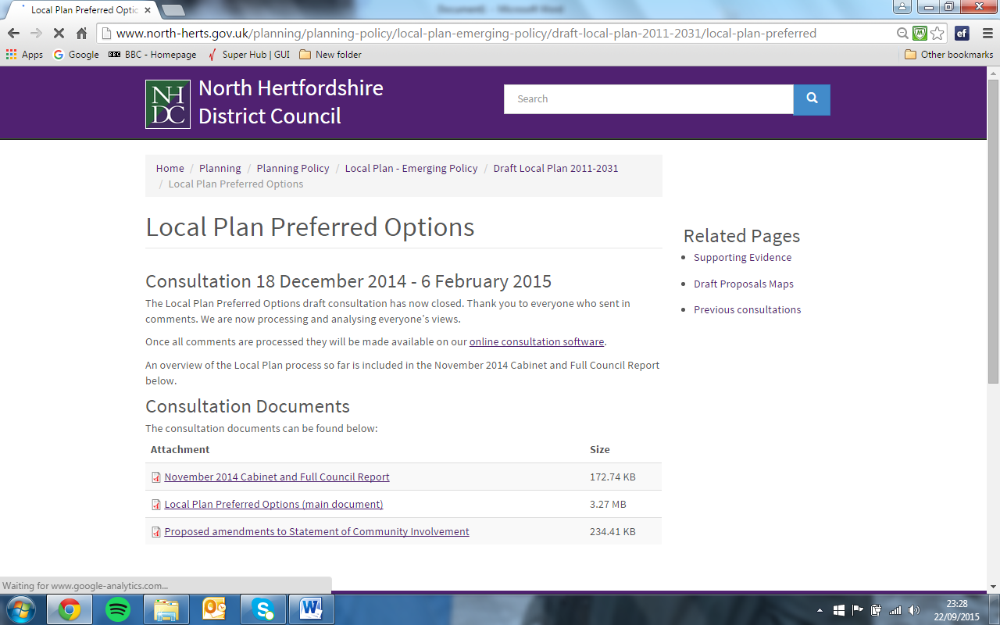 Local Plan Preferred Optic
Document1 - Microsoft Word
www.north-herts.gov.uk/planning/planning-policy/local-plan-emerging-policy/draft-local-plan-2011-2031/local-plan-preferred
ef
Apps
Google
BBC
BBC - Homepage
Super Hub | GUI
New folder
Other bookmarks
NH
DC
North Hertfordshire
District Council
Search
Home / Planning / Planning Policy / Local Plan - Emerging Policy / Draft Local Plan 2011-2031
/ Local Plan Preferred Options
Local Plan Preferred Options
Related Pages
Supporting Evidence
Draft Proposals Maps
Previous consultations
Consultation 18 December 2014 - 6 February 2015
The Local Plan Preferred Options draft consultation has now closed. Thank you to everyone who sent in
comments. We are now processing and analysing everyone’s views.
Once all comments are processed they will be made available on our online consultation software.
An overview of the Local Plan process so far is included in the November 2014 Cabinet and Full Council Report
below.
Consultation Documents
The consultation documents can be found below:
Attachment Size
November 2014 Cabinet and Full Council Report 172.74 KB
Local Plan Preferred Options (main document) 3.27 MB
Proposed amendments to Statement of Community Involvement 234.41 KB
Waiting for www.google-analytics.com...
23:28
22/09/2015